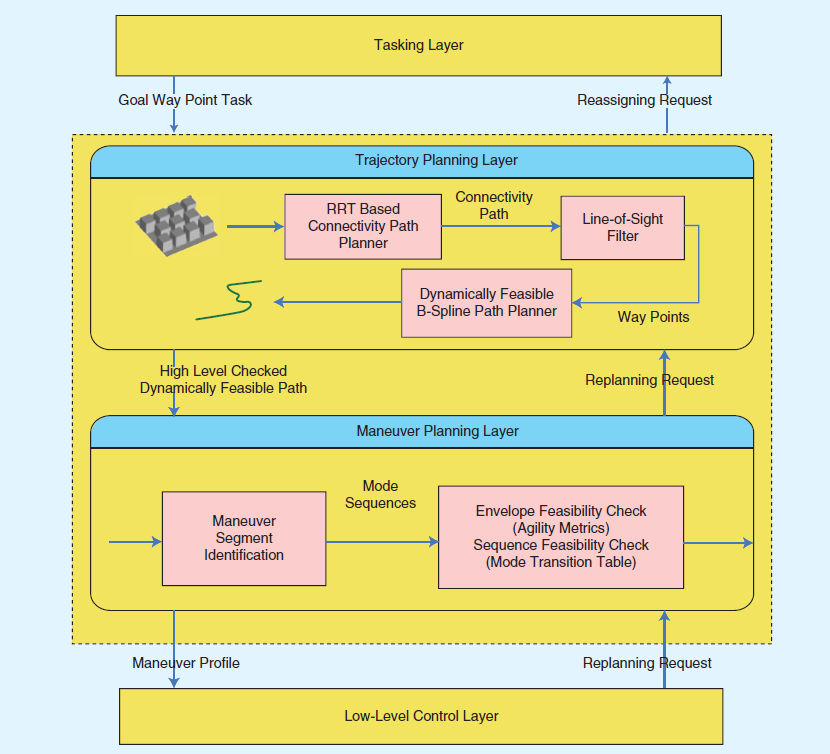 Tasking Layer
Goal Way Point Task
Reassigning Request
Trajectory Planning Layer
RRT Based
Connectivity Path
Planner
Connectivity
Path
Line-of-Sight
Filter
Dynamically Feasible
B-Spline Path Planner
Way Points
High Level Checked
Dynamically Feasible Path
Replanning Request
Maneuver Planning Layer
Maneuver
Segment
Identification
Mode
Sequences
Envelope Feasibility Check
(Agility Metrics)
Sequence Feasibility Check
(Mode Transition Table)
Maneuver Profile
Replanning Request
Low-Level Control Layer